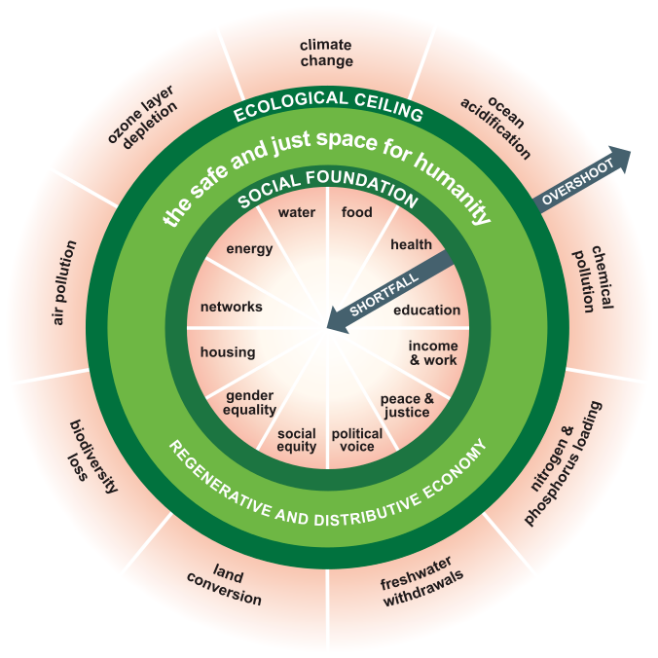 climate
change
ozone layer
depletion
ocean
acidification
ECOLOGICAL CEILING
the safe and just space for humanity
OVERSHOOT
SOCIAL FOUNDATION
water
food
energy
health
air pollution
chemical
pollution
SHORTFALL
networks
education
housing
income
& work
gender
equality
peace &
justice
social
equity
political
voice
biodiversity
loss
nitrogen &
phosphorus loading
REGENERATIVE AND DISTRIBUTIVE ECONOMY
land
conversion
freshwater
withdrawals